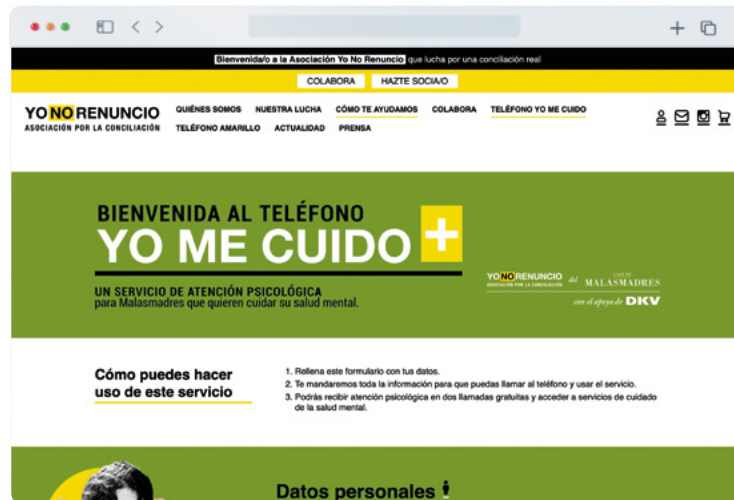 Bienvenida/o a la Asociación Yo No Renuncio que lucha por una conciliación real
COLABORA HAZTE SOCIA/O
YO NO RENUNCIO
ASOCIACIÓN POR LA CONCILIACIÓN
QUIÉNES SOMOS NUESTRA LUCHA CÓMO TE AYUDAMOS COLABORA TELÉFONO YO ME CUIDO
TELÉFONO AMARILLO ACTUALIDAD PRENSA
BIENVENIDA AL TELÉFONO
YO ME CUIDO +
UN SERVICIO DE ATENCIÓN PSICOLÓGICA
para Malasmadres que quieren cuidar su salud mental.
YO NO RENUNCIO
ASOCIACIÓN POR LA CONCILIACIÓN
del
MALASMADRES
con el apoyo de DKV
Cómo puedes hacer
uso de este servicio
1. Rellena este formulario con tus datos.
2. Te mandaremos toda la información para que puedas llamar al teléfono y usar el servicio.
3. Podrás recibir atención psicológica en dos llamadas gratuitas y acceder a servicios de cuidado
de la salud mental.
Datos personales